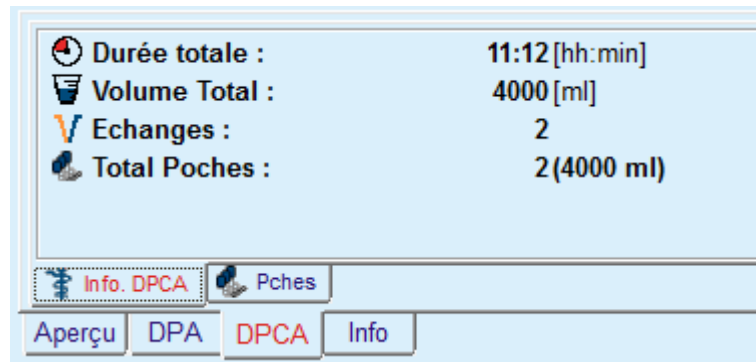 Durée totale : 11:12 [hh:min]
Volume Total : 4000 [ml]
Echanges : 2
Total Poches : 2 (4000 ml)
Info. DPCA Pches
Aperçu DPA DPCA Info